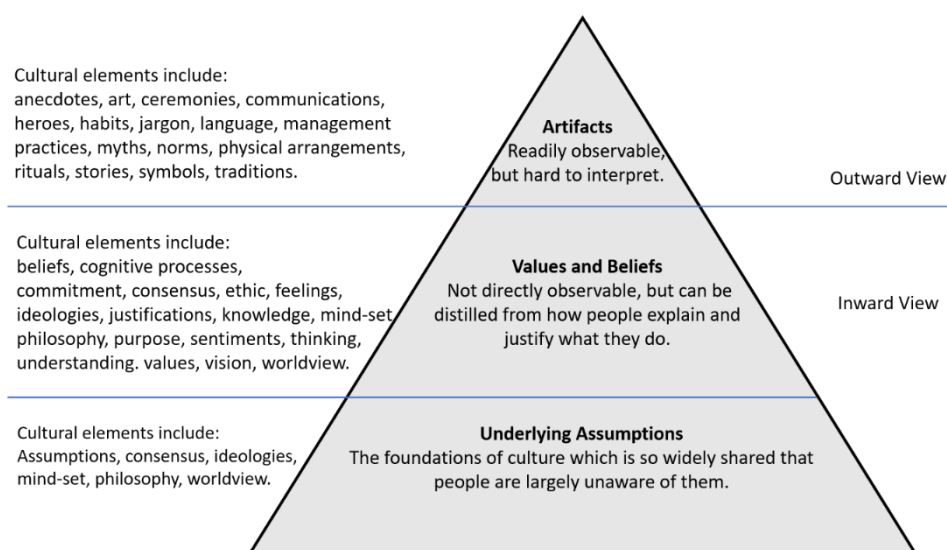 Cultural elements include:
anecdotes, art, ceremonies, communications,
heroes, habits, jargon, language, management
practices, myths, norms, physical arrangements,
rituals, stories, symbols, traditions.
Artifacts
Readily observable,
but hard to interpret.
Outward View
Cultural elements include:
beliefs, cognitive processes,
commitment, consensus, ethic, feelings,
ideologies, justifications, knowledge, mind-set,
philosophy, purpose, sentiments, thinking,
understanding. values, vision, worldview.
Values and Beliefs
Not directly observable, but can be
distilled from how people explain and
justify what they do.
Inward View
Cultural elements include:
Assumptions, consensus, ideologies,
mind-set, philosophy, worldview.
Underlying Assumptions
The foundations of culture which is so widely shared that
people are largely unaware of them.